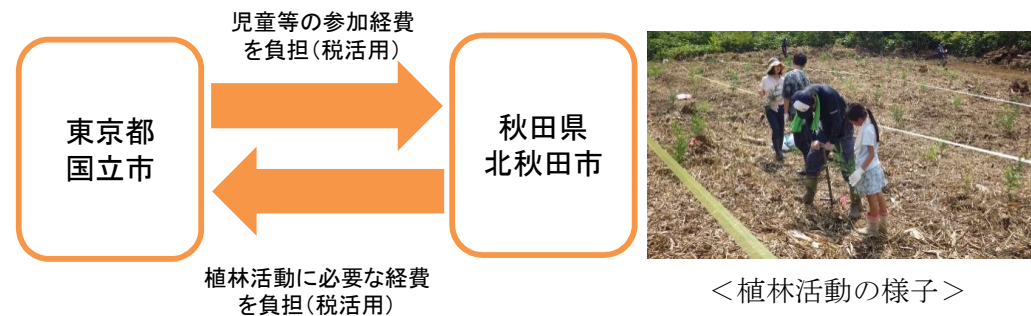 児童等の参加経費
を負担（税活用）
東京都
国立市
秋田県
北秋田市
植林活動に必要な経費
を負担（税活用）
＜植林活動の様子＞